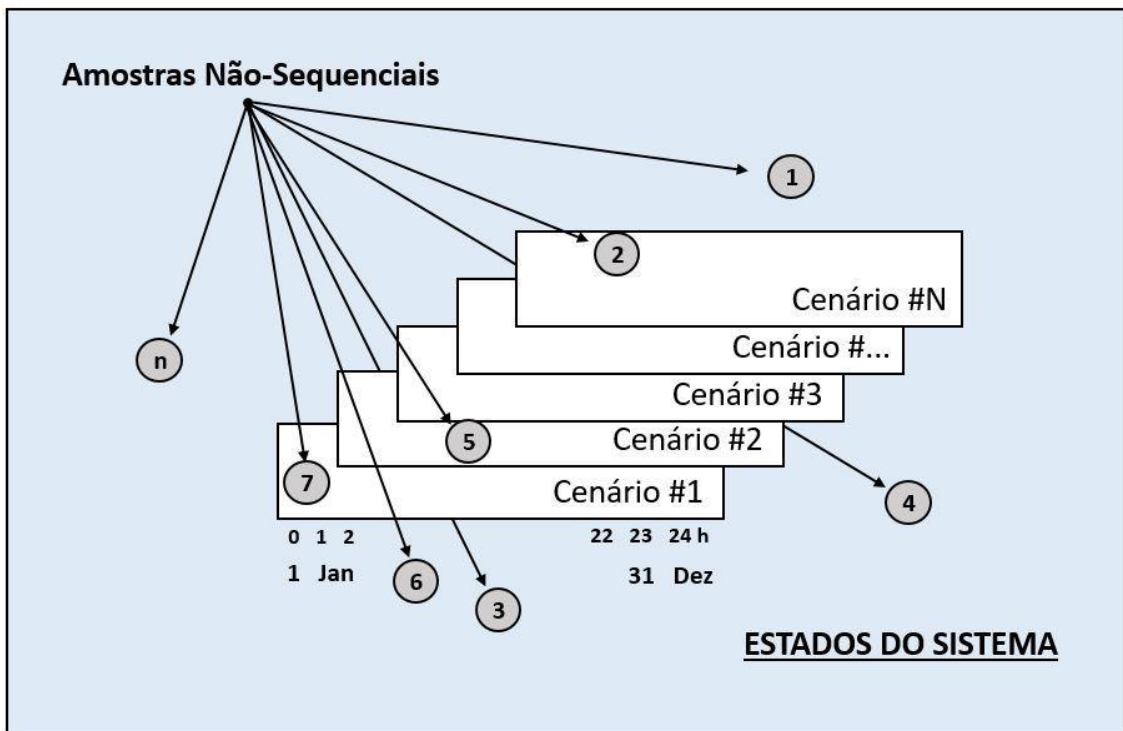 Amostras Não-Sequenciais
1
2
Cenário #N
Cenário #...
n
Cenário #3
5
Cenário #2
7
Cenário #1
4
0 1 2 22 23 24 h
1 Jan 31 Dez
6
3
ESTADOS DO SISTEMA